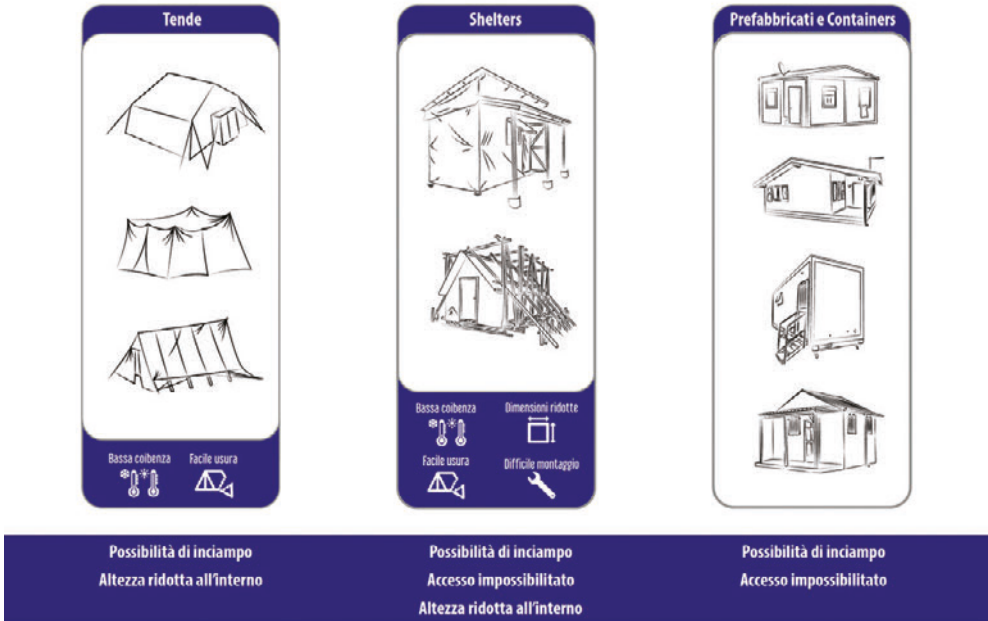 Tende
Shelters
Prefabbricati e Containers
Bassa coibenza
Facile usura
Bassa coibenza
Dimensioni ridotte
Facile usura
Difficile montaggio
Possibilità di inciampo
Altezza ridotta all'interno
Possibilità di inciampo
Accesso impossibilitato
Altezza ridotta all'interno
Possibilità di inciampo
Accesso impossibilitato